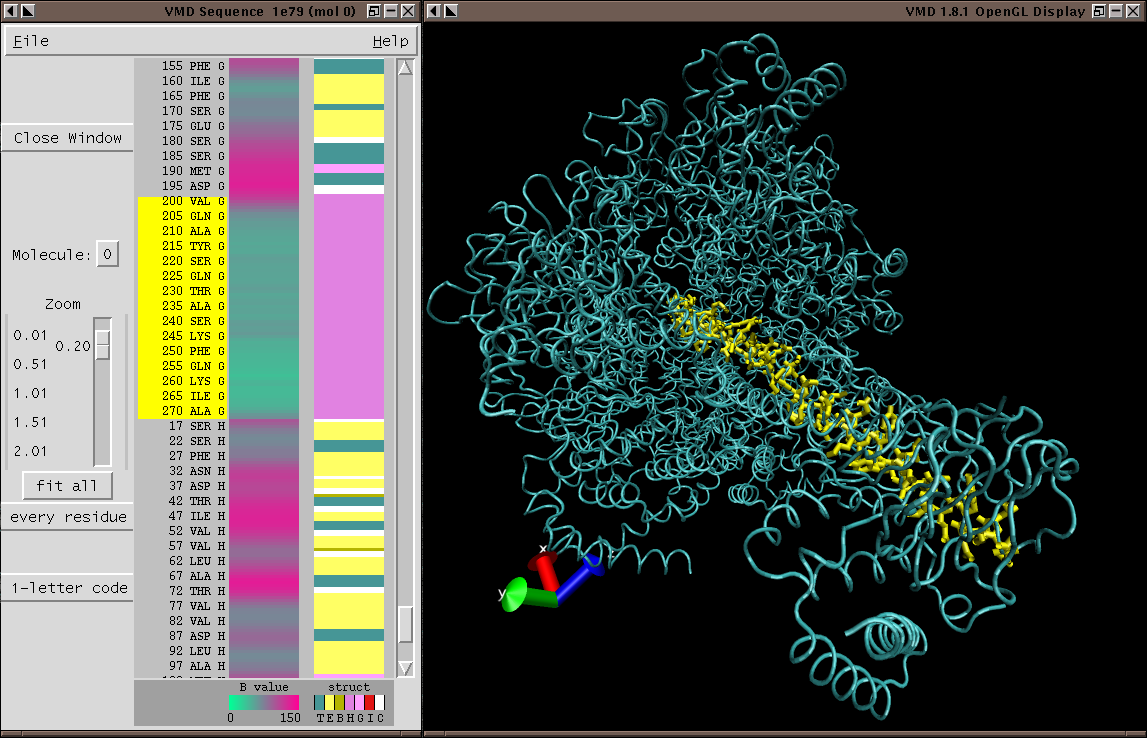 VMD Sequence 1e79 (mol 0)
File Help
155 PHE G
160 ILE G
165 PHE G
170 SER G
175 GLU G
180 SER G
185 SER G
190 MET G
195 ASP G
200 VAL G
205 GLN G
210 ALA G
215 TYR G
220 SER G
225 GLN G
230 THR G
235 ALA G
240 SER G
245 LYS G
250 PHE G
255 GLN G
260 LYS G
265 ILE G
270 ALA G
17 SER H
22 SER H
27 PHE H
32 ASN H
37 ASP H
42 THR H
47 ILE H
52 VAL H
57 VAL H
62 LEU H
67 ALA H
72 THR H
77 VAL H
82 VAL H
87 ASP H
92 LEU H
97 ALA H
Close Window
Molecule: 0
Zoom
0.01
0.20
0.51
1.01
1.51
2.01
fit all
every residue
1-letter code
B value struct
0 150 T E B H G I C
VMD 1.8.1 OpenGL Display
x
y